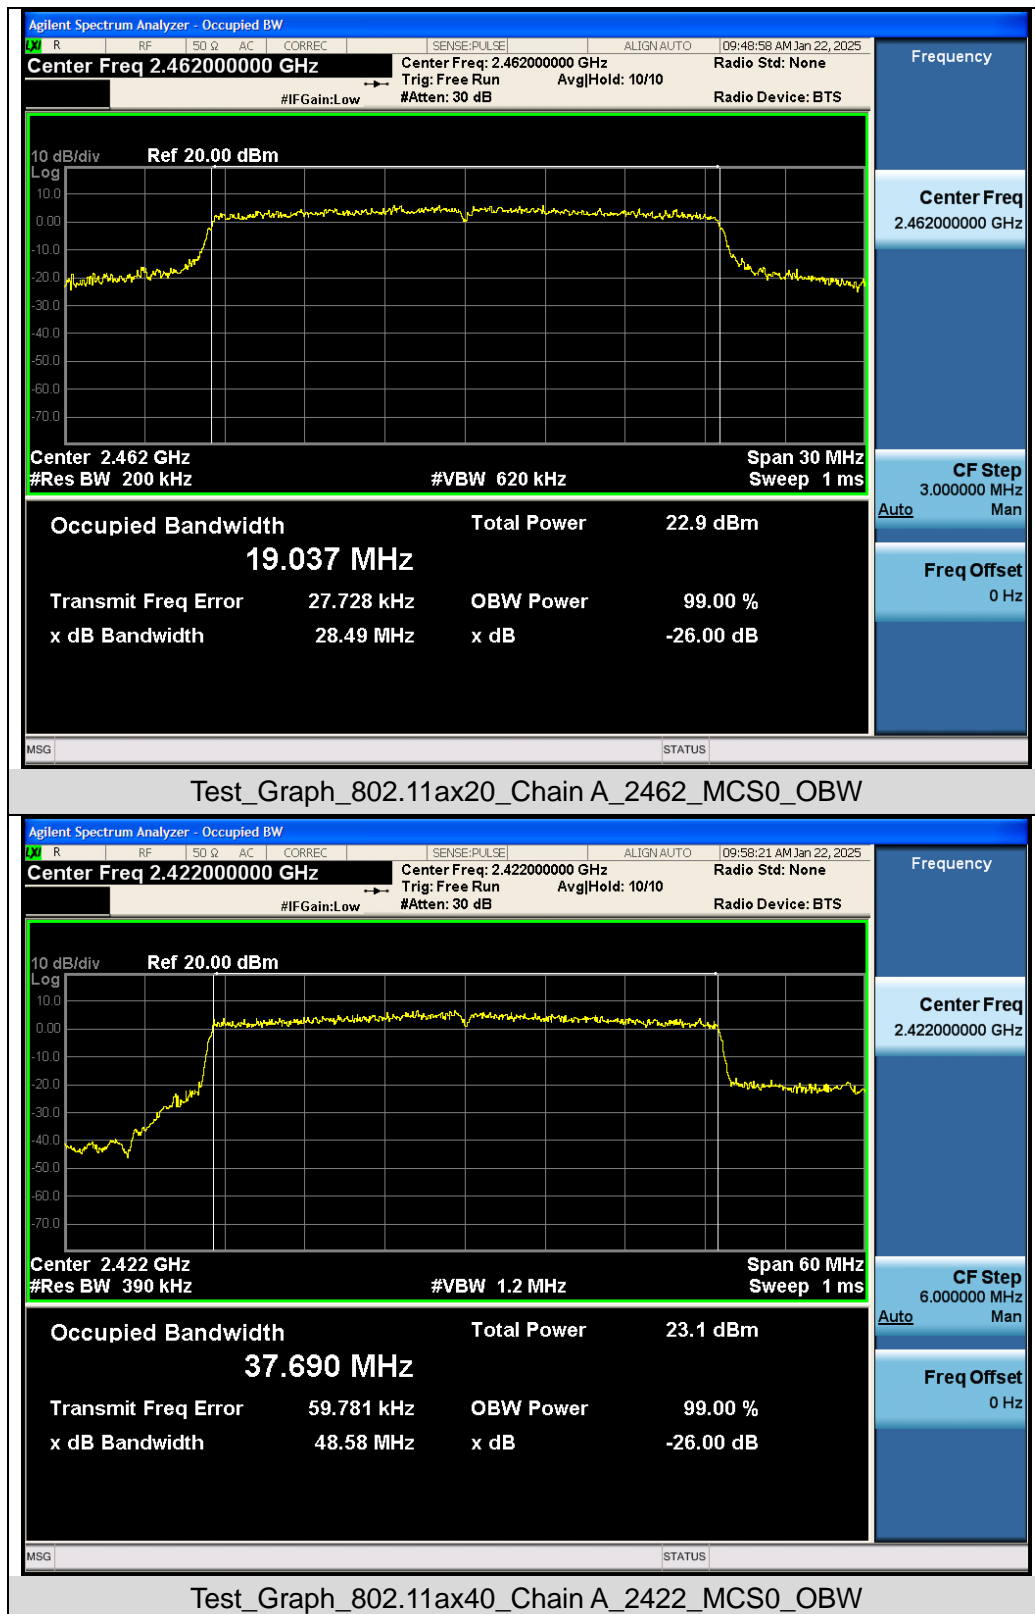 Agilent Spectrum Analyzer - Occupied BW
LXI R RF 50 Ω AC CORREC SENSE:PULSE ALIGN AUTO 09:48:58 AM Jan 22, 2025
Center Freq 2.462000000 GHz
Center Freq: 2.462000000 GHz
Radio Std: None
Trig: Free Run Avg|Hold: 10/10
#IFGain:Low #Atten: 30 dB Radio Device: BTS
10 dB/div Ref 20.00 dBm
Log
10.0
0.00
-10.0
-20.0
-30.0
-40.0
-50.0
-60.0
-70.0
Center 2.462 GHz Span 30 MHz
#Res BW 200 kHz #VBW 620 kHz Sweep 1 ms
Occupied Bandwidth Total Power 22.9 dBm
19.037 MHz
Transmit Freq Error 27.728 kHz OBW Power 99.00 %
x dB Bandwidth 28.49 MHz x dB -26.00 dB
MSG STATUS
Frequency
Center Freq
2.462000000 GHz
CF Step
3.000000 MHz
Auto Man
Freq Offset
0 Hz
Test_Graph_802.11ax20_Chain A_2462_MCS0_OBW
Agilent Spectrum Analyzer - Occupied BW
LXI R RF 50 Ω AC CORREC SENSE:PULSE ALIGN AUTO 09:58:21 AM Jan 22, 2025
Center Freq 2.422000000 GHz
Center Freq: 2.422000000 GHz
Radio Std: None
Trig: Free Run Avg|Hold: 10/10
#IFGain:Low #Atten: 30 dB Radio Device: BTS
10 dB/div Ref 20.00 dBm
Log
10.0
0.00
-10.0
-20.0
-30.0
-40.0
-50.0
-60.0
-70.0
Center 2.422 GHz Span 60 MHz
#Res BW 390 kHz #VBW 1.2 MHz Sweep 1 ms
Occupied Bandwidth Total Power 23.1 dBm
37.690 MHz
Transmit Freq Error 59.781 kHz OBW Power 99.00 %
x dB Bandwidth 48.58 MHz x dB -26.00 dB
MSG STATUS
Frequency
Center Freq
2.422000000 GHz
CF Step
6.000000 MHz
Auto Man
Freq Offset
0 Hz
Test_Graph_802.11ax40_Chain A_2422_MCS0_OBW